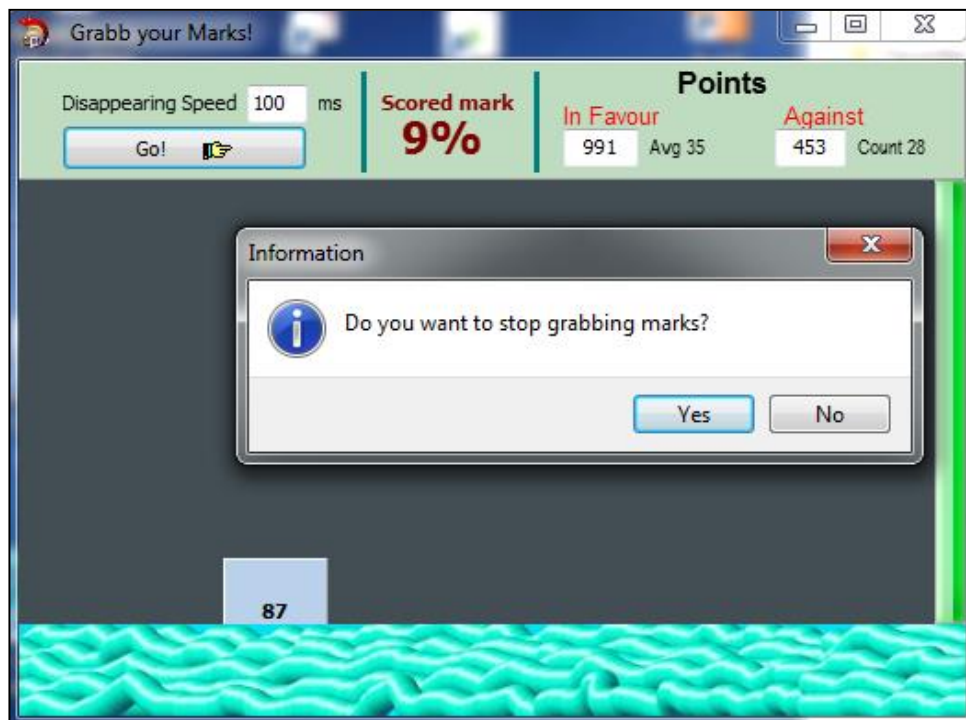 Grabb your Marks!
Points
Disappearing Speed 100 ms
Scored mark
In Favour
Against
Go!
9%
991 Avg 35
453 Count 28
Information
Do you want to stop grabbing marks?
Yes
No
87